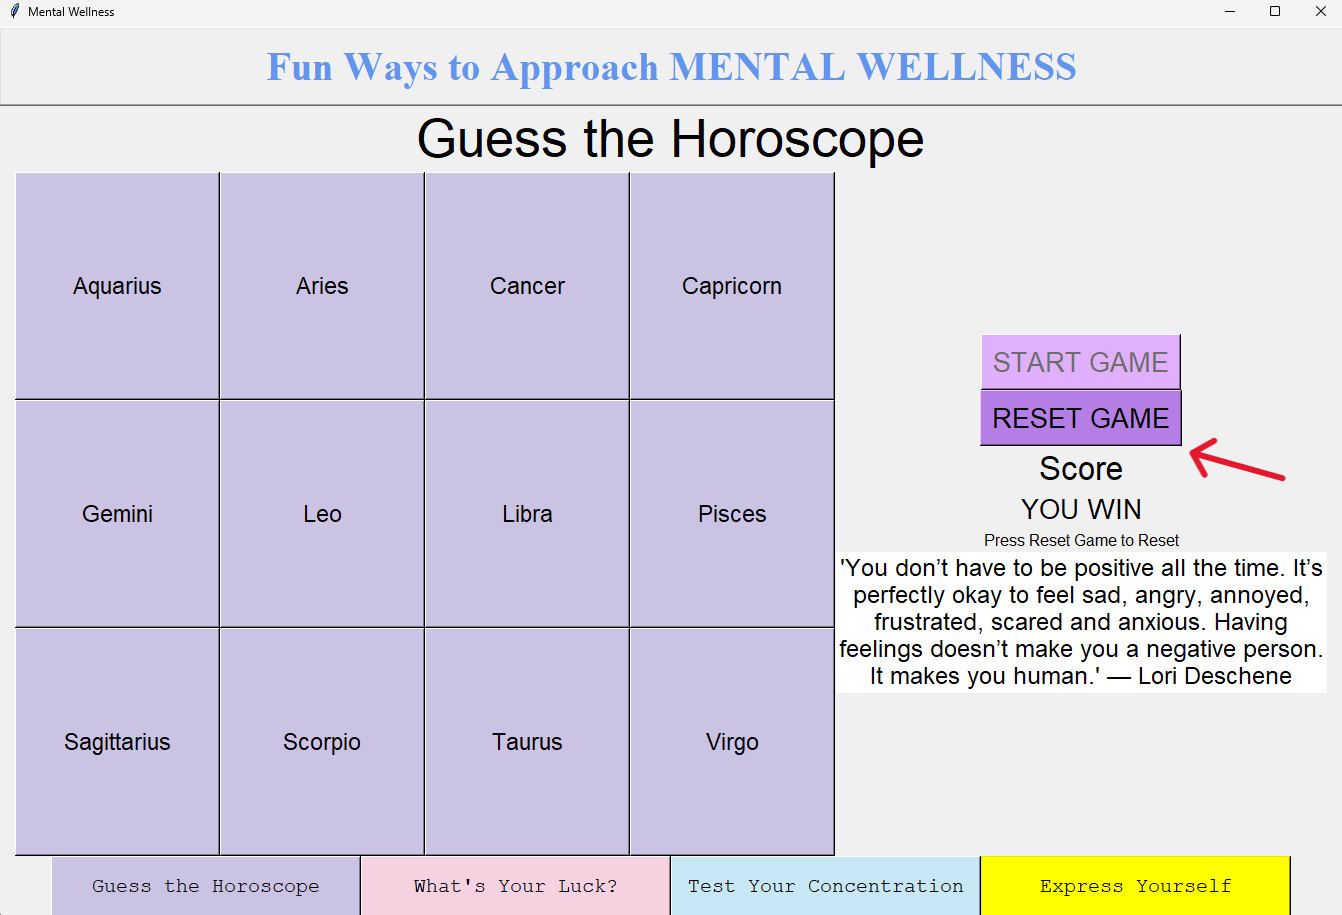 Mental Wellness
Fun Ways to Approach MENTAL WELLNESS
Guess the Horoscope
Aquarius
Aries
Cancer
Capricorn
Gemini
Leo
Libra
Pisces
Sagittarius
Scorpio
Taurus
Virgo
START GAME
RESET GAME
Score
YOU WIN
Press Reset Game to Reset
'You don’t have to be positive all the time. It’s
perfectly okay to feel sad, angry, annoyed,
frustrated, scared and anxious. Having
feelings doesn’t make you a negative person.
It makes you human.' — Lori Deschene
Guess the Horoscope
What's Your Luck?
Test Your Concentration
Express Yourself